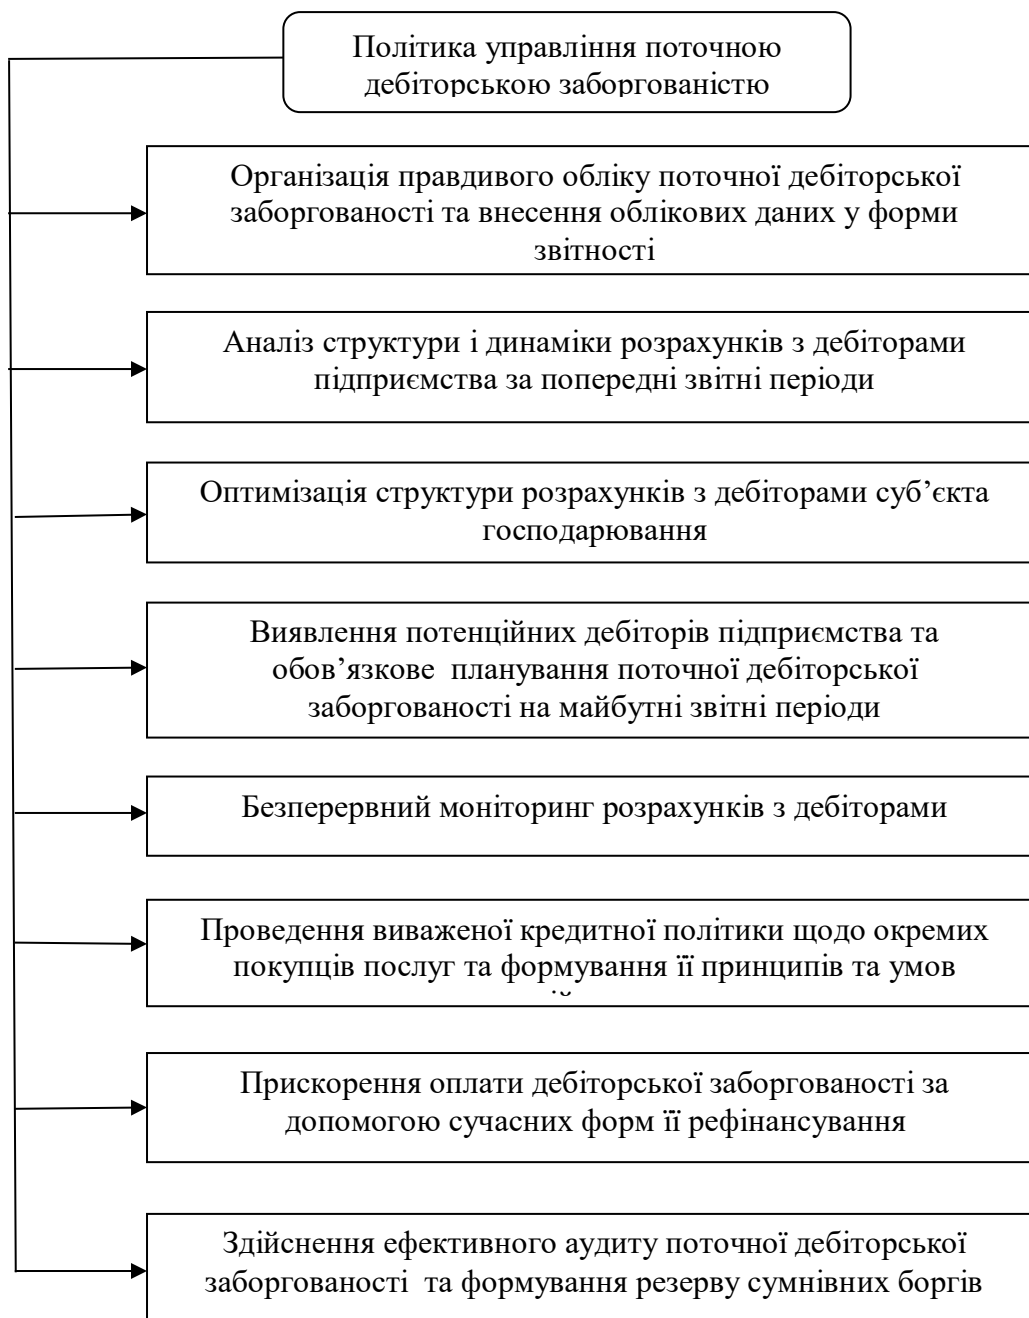 Політика управління поточною
дебіторською заборгованістю
Організація правдивого обліку поточної дебіторської
заборгованості та внесення облікових даних у форми
звітності
Аналіз структури і динаміки розрахунків з дебіторами
підприємства за попередні звітні періоди
Оптимізація структури розрахунків з дебіторами суб’єкта
господарювання
Виявлення потенційних дебіторів підприємства та
обов’язкове планування поточної дебіторської
заборгованості на майбутні звітні періоди
Безперервний моніторинг розрахунків з дебіторами
Проведення виваженої кредитної політики щодо окремих
покупців послуг та формування її принципів та умов
Прискорення оплати дебіторської заборгованості за
допомогою сучасних форм її рефінансування
Здійснення ефективного аудиту поточної дебіторської
заборгованості та формування резерву сумнівних боргів